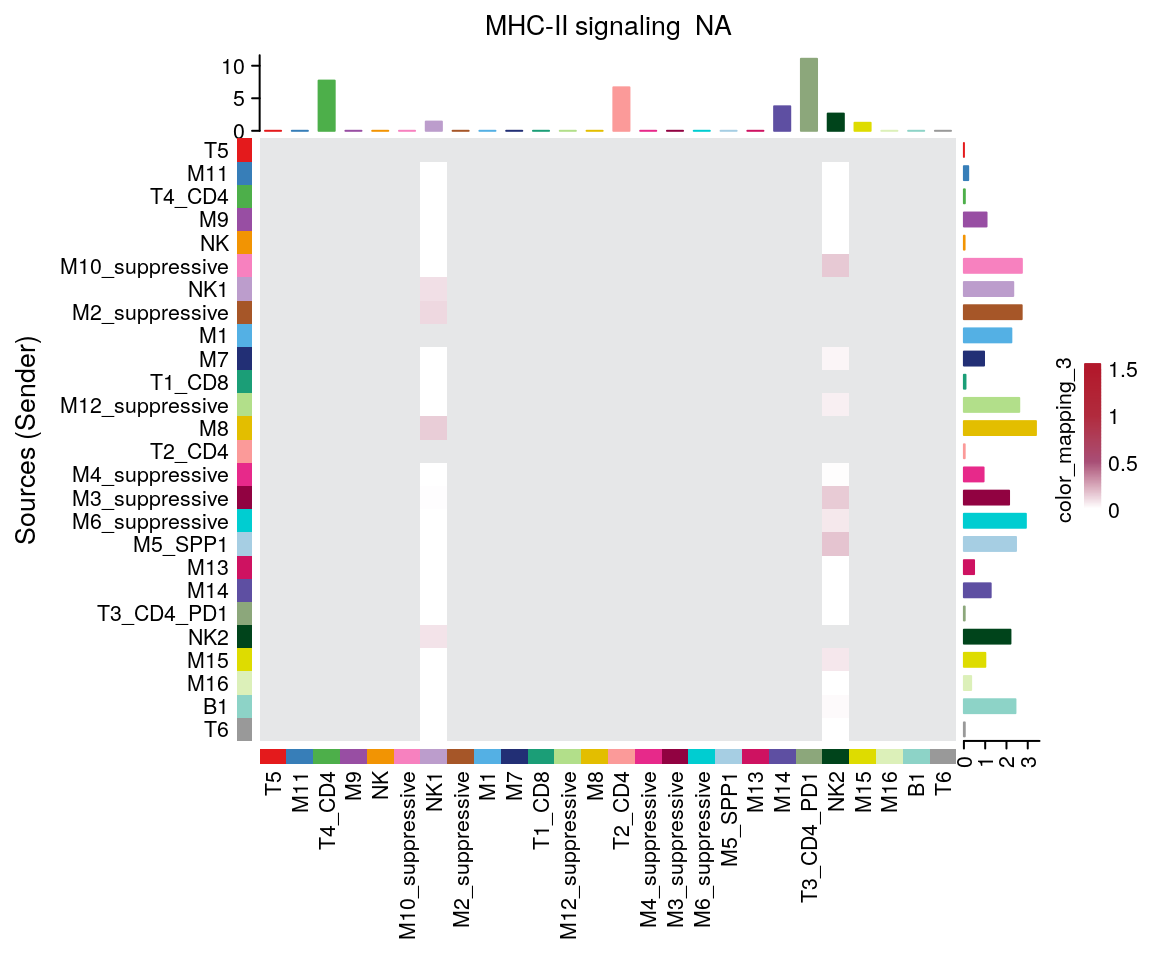 MHC-II signaling  NA
10
5
0
T5
M11
T4_CD4
M9
NK
M10_suppressive
NK1
M2_suppressive
M1
M7
T1_CD8
M12_suppressive
M8
T2_CD4
M4_suppressive
M3_suppressive
M6_suppressive
M5_SPP1
M13
M14
T3_CD4_PD1
NK2
M15
M16
B1
T6
Sources (Sender)
T5
M11
T4_CD4
M9
NK
M10_suppressive
NK1
M2_suppressive
M1
M7
T1_CD8
M12_suppressive
M8
T2_CD4
M4_suppressive
M3_suppressive
M6_suppressive
M5_SPP1
M13
M14
T3_CD4_PD1
NK2
M15
M16
B1
T6
0
1
2
3
color_mapping_3
1.5
1
0.5
0